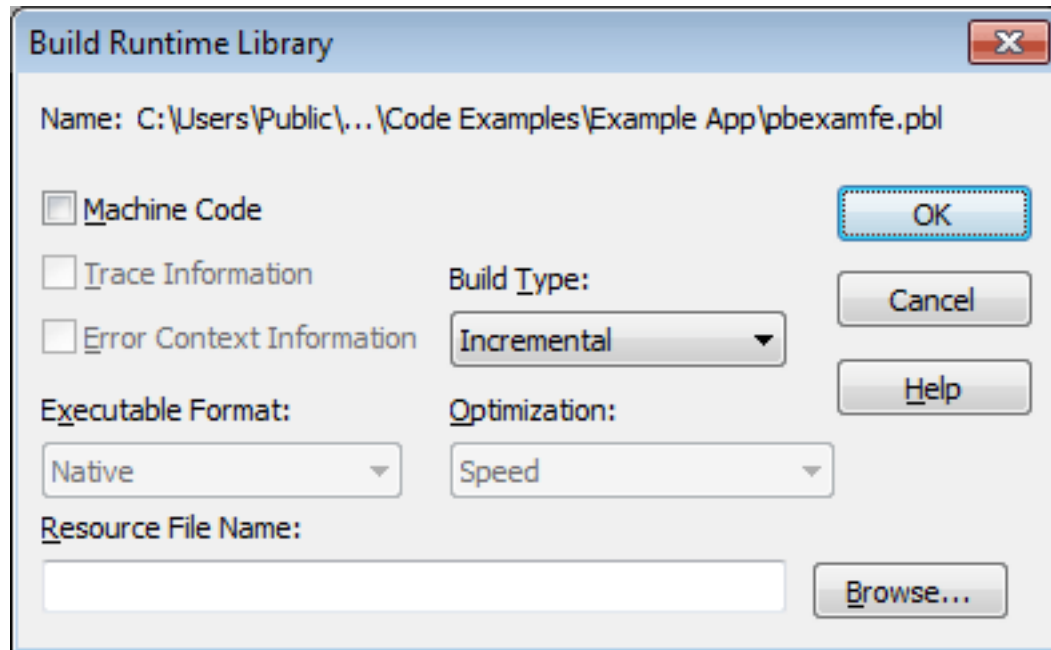 Build Runtime Library
Name: C:\Users\Public\...\Code Examples\Example App\pbexamfe.pbl
Machine Code
OK
Trace Information
Build Type:
Cancel
Error Context Information
Incremental
Help
Executable Format:
Optimization:
Native
Speed
Resource File Name:
Browse...